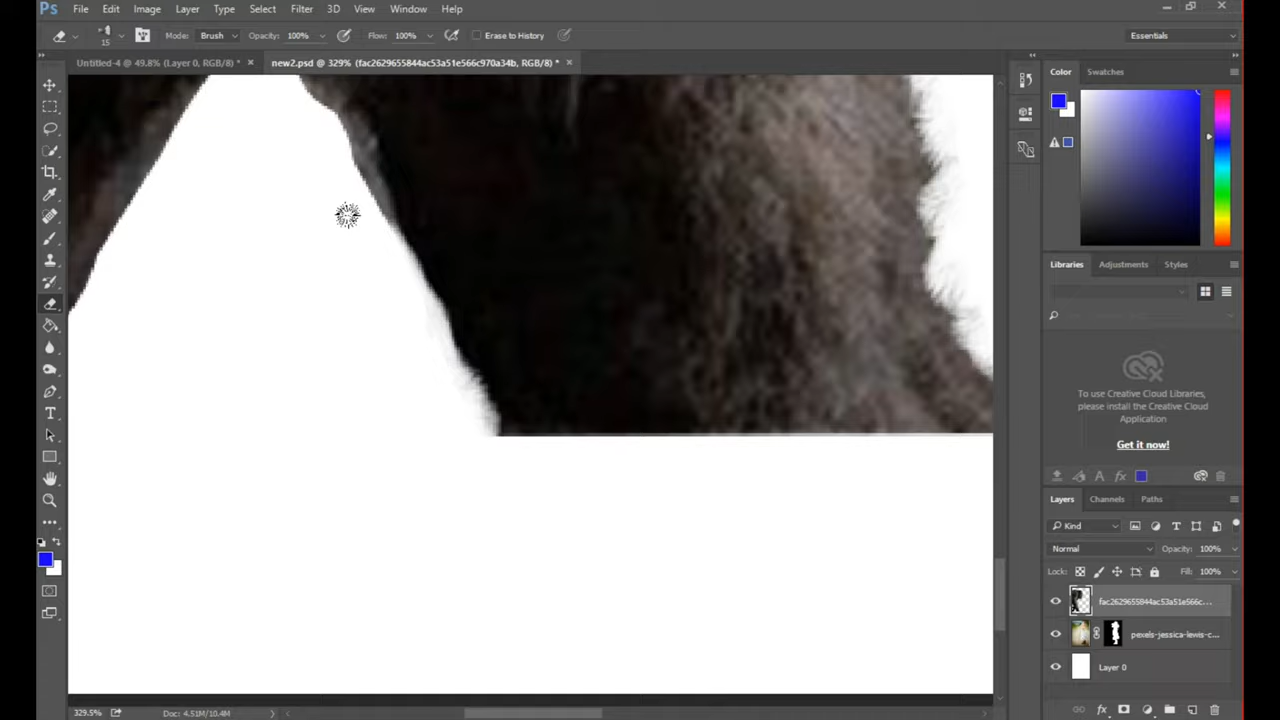 Ps File Edit Image Layer Type Select Filter 3D View Window Help
15 Mode: Brush Opacity: 100% Flow: 100% Erase to History Essentials
Untitled-4 @ 49.8% (Layer 0, RGB/8) * × new2.psd @ 329% (fac2629655844ac53a51e566c970a34b, RGB/8) * ×
Color Swatches
Libraries Adjustments Styles
To use Creative Cloud Libraries,
please install the Creative Cloud
Application
Get it now!
Layers Channels Paths
Kind
Normal Opacity: 100%
Lock: Fill: 100%
fac2629655844ac53a51e566c...
pexels-jessica-lewis-c...
Layer 0
329.5% Doc: 4.51M/10.4M